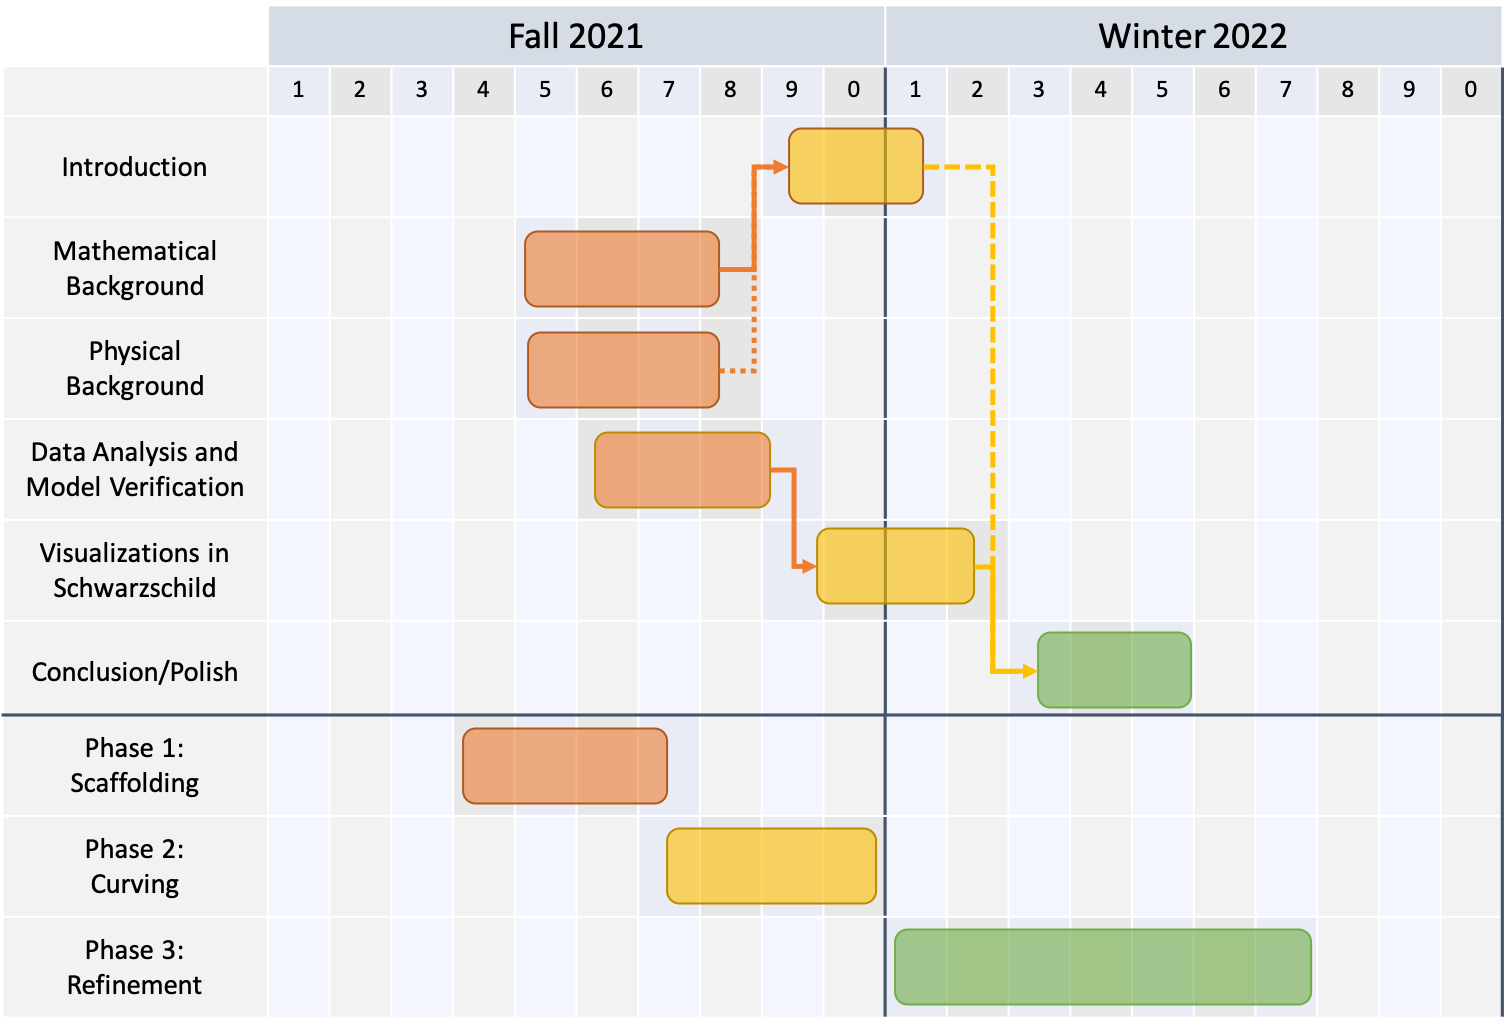 Fall 2021 Winter 2022
1 2 3 4 5 6 7 8 9 0 1 2 3 4 5 6 7 8 9 0
Introduction
Mathematical
Background
Physical
Background
Data Analysis and
Model Verification
Visualizations in
Schwarzschild
Conclusion/Polish
Phase 1:
Scaffolding
Phase 2:
Curving
Phase 3:
Refinement